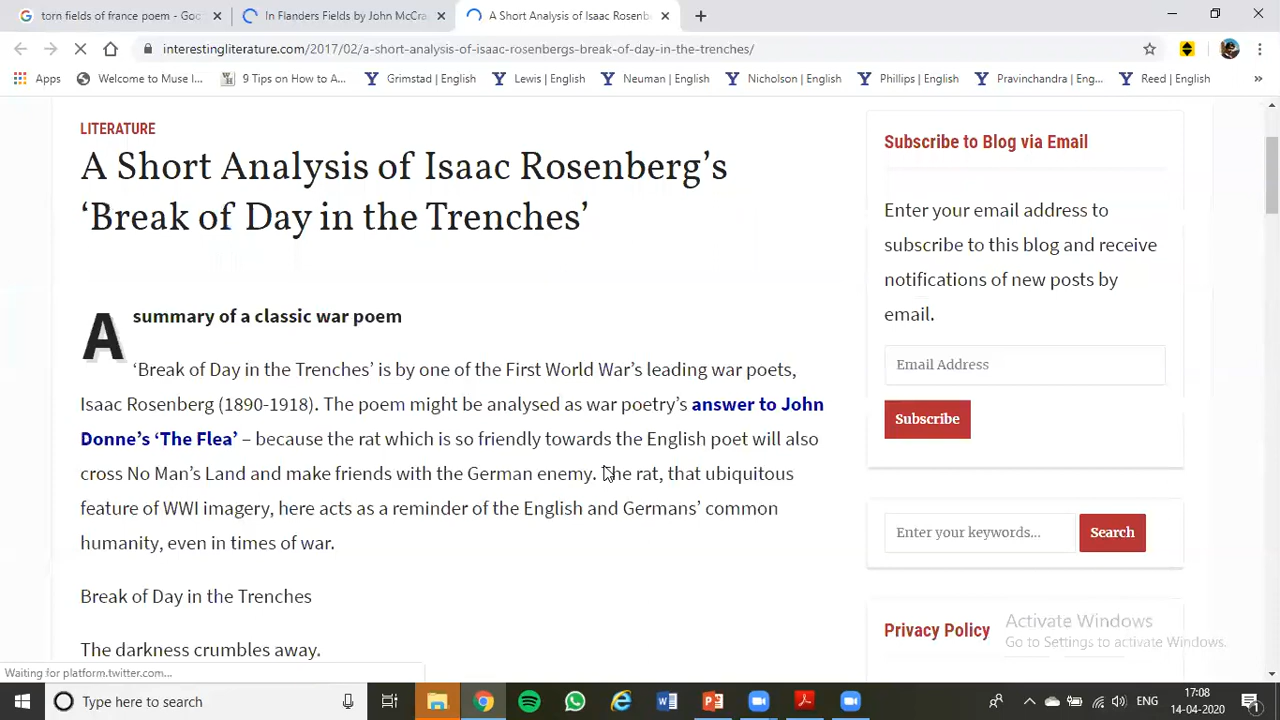 torn fields of france poem - Goo
In Flanders Fields by John McCra
A Short Analysis of Isaac Rosenb
interestingliterature.com/2017/02/a-short-analysis-of-isaac-rosenbergs-break-of-day-in-the-trenches/
Apps
Welcome to Muse I...
9 Tips on How to A...
Grimstad | English
Lewis | English
Neuman | English
Nicholson | English
Phillips | English
Pravinchandra | Eng...
Reed | English
»
LITERATURE
A Short Analysis of Isaac Rosenberg’s
‘Break of Day in the Trenches’
A summary of a classic war poem
‘Break of Day in the Trenches’ is by one of the First World War’s leading war poets,
Isaac Rosenberg (1890-1918). The poem might be analysed as war poetry’s answer to John
Donne’s ‘The Flea’ – because the rat which is so friendly towards the English poet will also
cross No Man’s Land and make friends with the German enemy. The rat, that ubiquitous
feature of WWI imagery, here acts as a reminder of the English and Germans’ common
humanity, even in times of war.
Break of Day in the Trenches
The darkness crumbles away.
Subscribe to Blog via Email
Enter your email address to
subscribe to this blog and receive
notifications of new posts by
email.
Email Address
Subscribe
Enter your keywords...
Search
Privacy Policy
Activate Windows
Go to Settings to activate Windows.
Waiting for platform.twitter.com...
Type here to search
ENG
17:08
14-04-2020
1